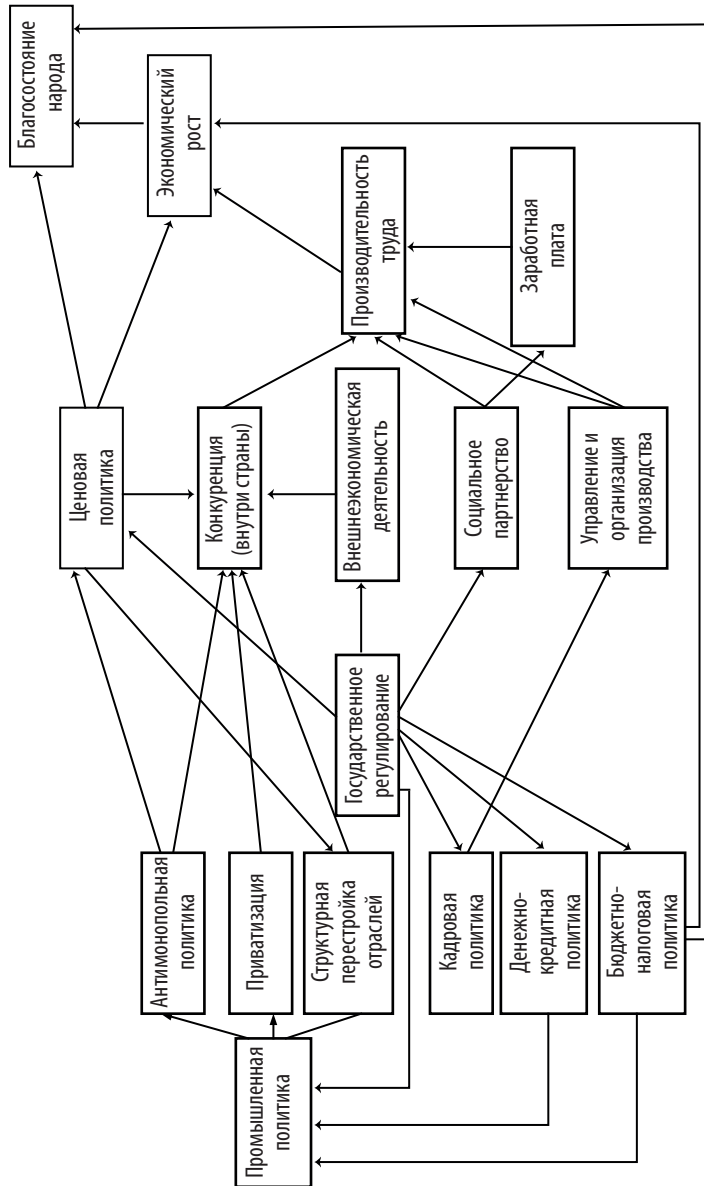 Благосостояние
народа
Экономический
рост
Производительность
труда
Заработная
плата
Ценовая
политика
Конкуренция
(внутри страны)
Внешнеэкономическая
деятельность
Социальное
партнерство
Управление и
организация
производства
Государственное
регулирование
Антимонопольная
политика
Приватизация
Структурная
перестройка
отраслей
Кадровая
политика
Денежно-
кредитная
политика
Бюджетно-
налоговая
политика
Промышленная
политика